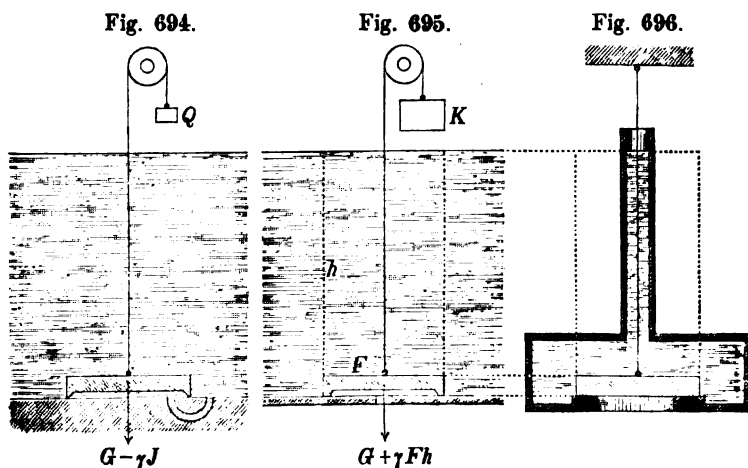 Fig. 694.
Fig. 695.
Fig. 696.
Q
K
h
F
G − γJ
G + γFh